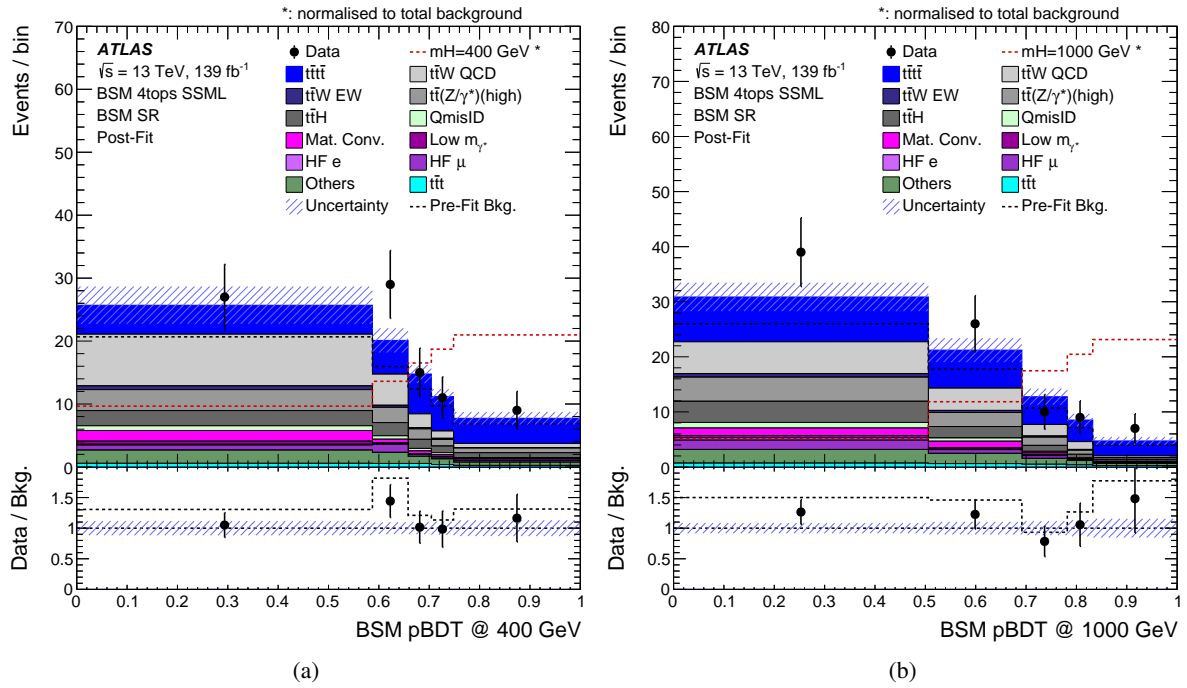 *: normalised to total background
Events / bin
70
60
50
40
30
20
10
0
ATLAS
√s = 13 TeV, 139 fb⁻¹
BSM 4tops SSML
BSM SR
Post-Fit
Data
mH=400 GeV *
tt̄tt̄
tt̄W QCD
tt̄W EW
tt̄(Z/γ*)(high)
tt̄H
QmisID
Mat. Conv.
Low m_γ*
HF e
HF μ
Others
tt̄t
Uncertainty
Pre-Fit Bkg.
Data / Bkg.
1.5
1
0.5
0
0 0.1 0.2 0.3 0.4 0.5 0.6 0.7 0.8 0.9 1
BSM pBDT @ 400 GeV
(a)
*: normalised to total background
Events / bin
80
70
60
50
40
30
20
10
0
ATLAS
√s = 13 TeV, 139 fb⁻¹
BSM 4tops SSML
BSM SR
Post-Fit
Data
mH=1000 GeV *
tt̄tt̄
tt̄W QCD
tt̄W EW
tt̄(Z/γ*)(high)
tt̄H
QmisID
Mat. Conv.
Low m_γ*
HF e
HF μ
Others
tt̄t
Uncertainty
Pre-Fit Bkg.
Data / Bkg.
1.5
1
0.5
0
0 0.1 0.2 0.3 0.4 0.5 0.6 0.7 0.8 0.9 1
BSM pBDT @ 1000 GeV
(b)